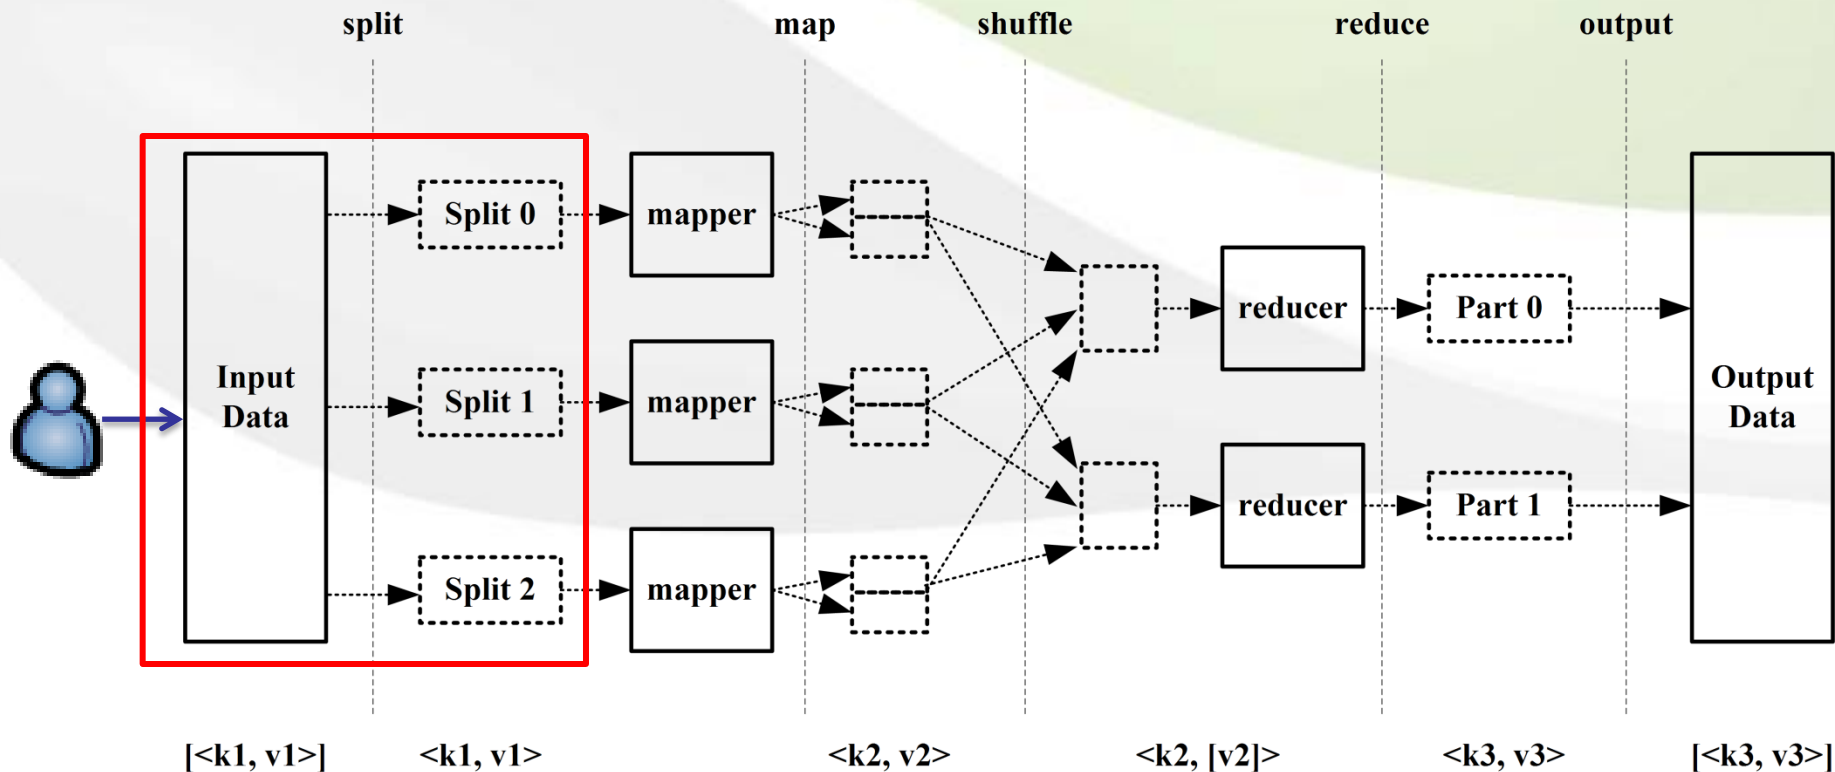 split
map
shuffle
reduce
output
Input
Data
Split 0
Split 1
Split 2
mapper
mapper
mapper
reducer
reducer
Part 0
Part 1
Output
Data
[<k1, v1>]
<k1, v1>
<k2, v2>
<k2, [v2]>
<k3, v3>
[<k3, v3>]